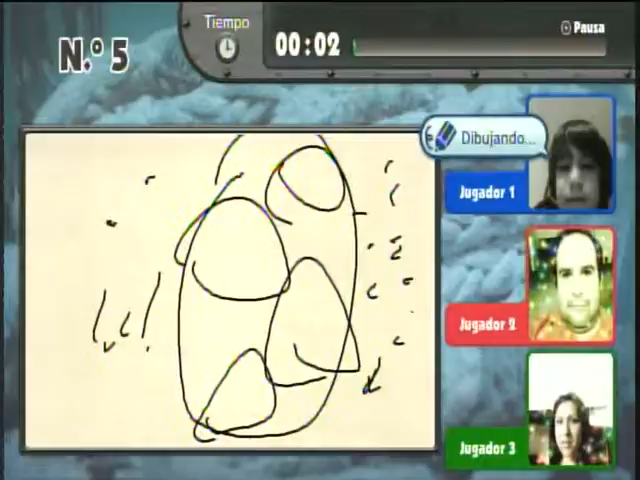 N.º 5
Tiempo
00:02
Pausa
Dibujando...
Jugador 1
Jugador 2
Jugador 3